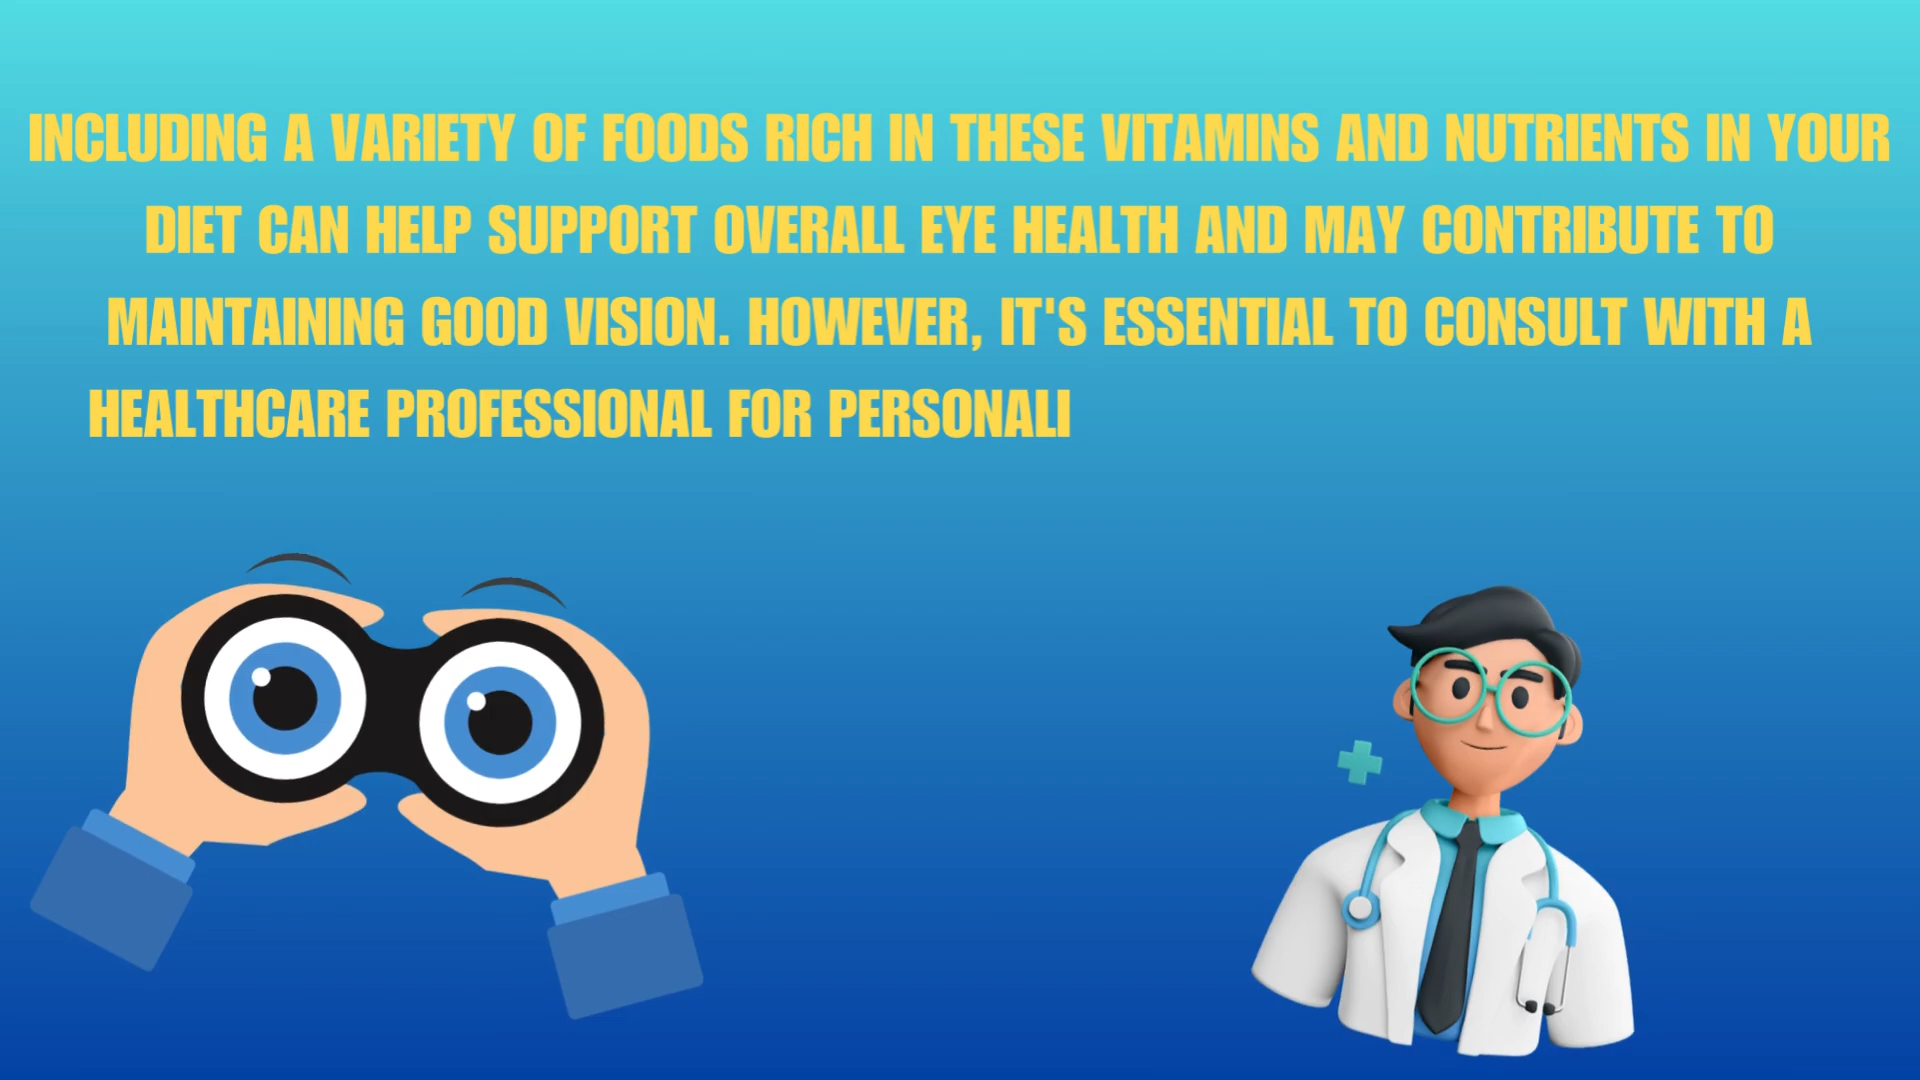 INCLUDING A VARIETY OF FOODS RICH IN THESE VITAMINS AND NUTRIENTS IN YOUR
DIET CAN HELP SUPPORT OVERALL EYE HEALTH AND MAY CONTRIBUTE TO
MAINTAINING GOOD VISION. HOWEVER, IT'S ESSENTIAL TO CONSULT WITH A
HEALTHCARE PROFESSIONAL FOR PERSONALI